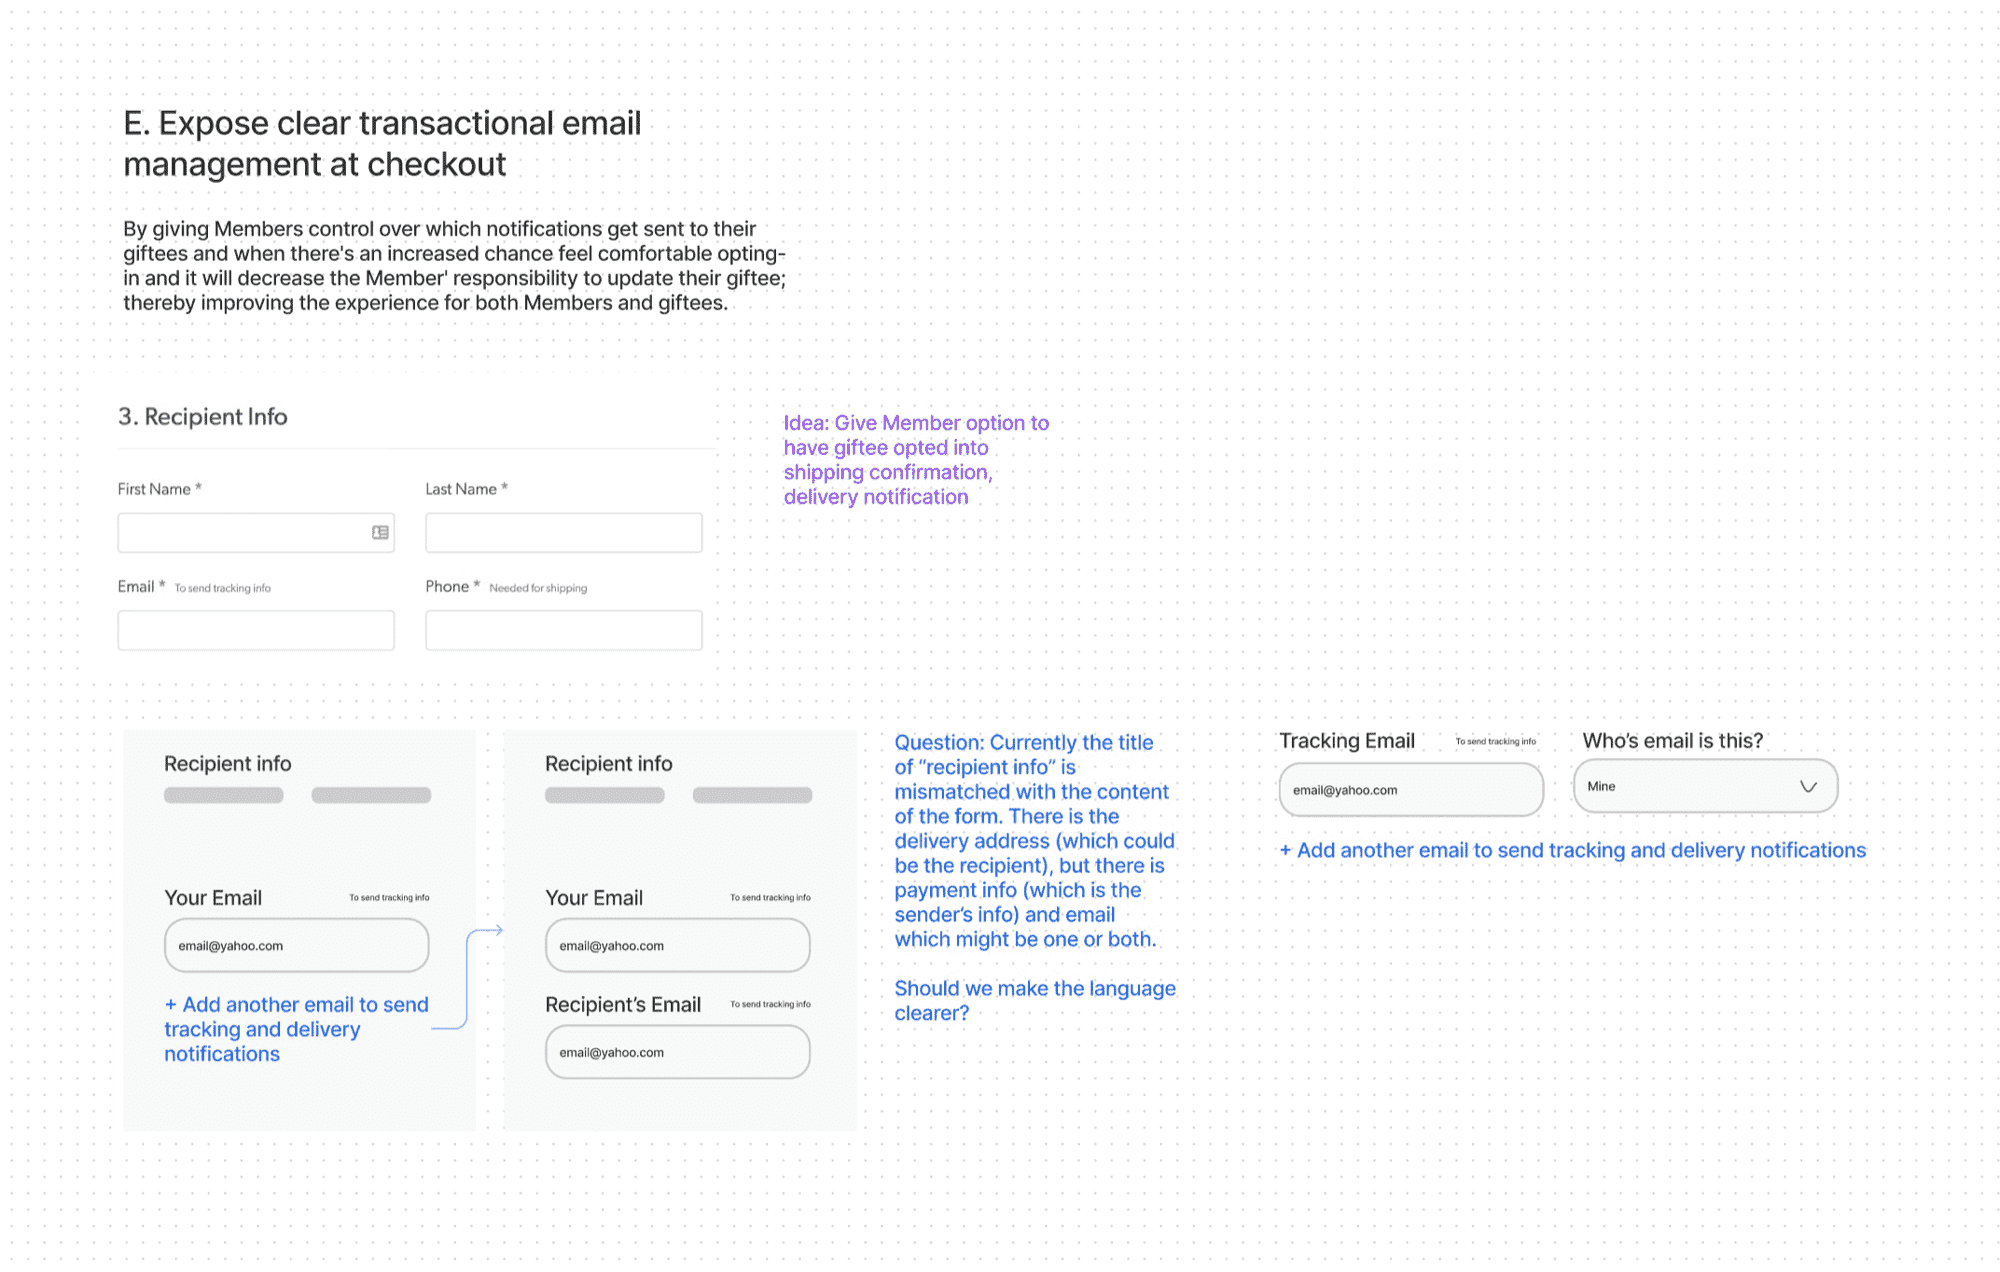 E. Expose clear transactional email
management at checkout
By giving Members control over which notifications get sent to their
giftees and when there's an increased chance feel comfortable opting-
in and it will decrease the Member' responsibility to update their giftee;
thereby improving the experience for both Members and giftees.
3. Recipient Info
First Name *
Last Name *
Email * To send tracking info
Phone * Needed for shipping
Idea: Give Member option to
have giftee opted into
shipping confirmation,
delivery notification
Recipient info
Your Email To send tracking info
email@yahoo.com
+ Add another email to send
tracking and delivery
notifications
Recipient info
Your Email To send tracking info
email@yahoo.com
Recipient’s Email To send tracking info
email@yahoo.com
Question: Currently the title
of “recipient info” is
mismatched with the content
of the form. There is the
delivery address (which could
be the recipient), but there is
payment info (which is the
sender’s info) and email
which might be one or both.
Should we make the language
clearer?
Tracking Email To send tracking info
email@yahoo.com
Who’s email is this?
Mine
+ Add another email to send tracking and delivery notifications